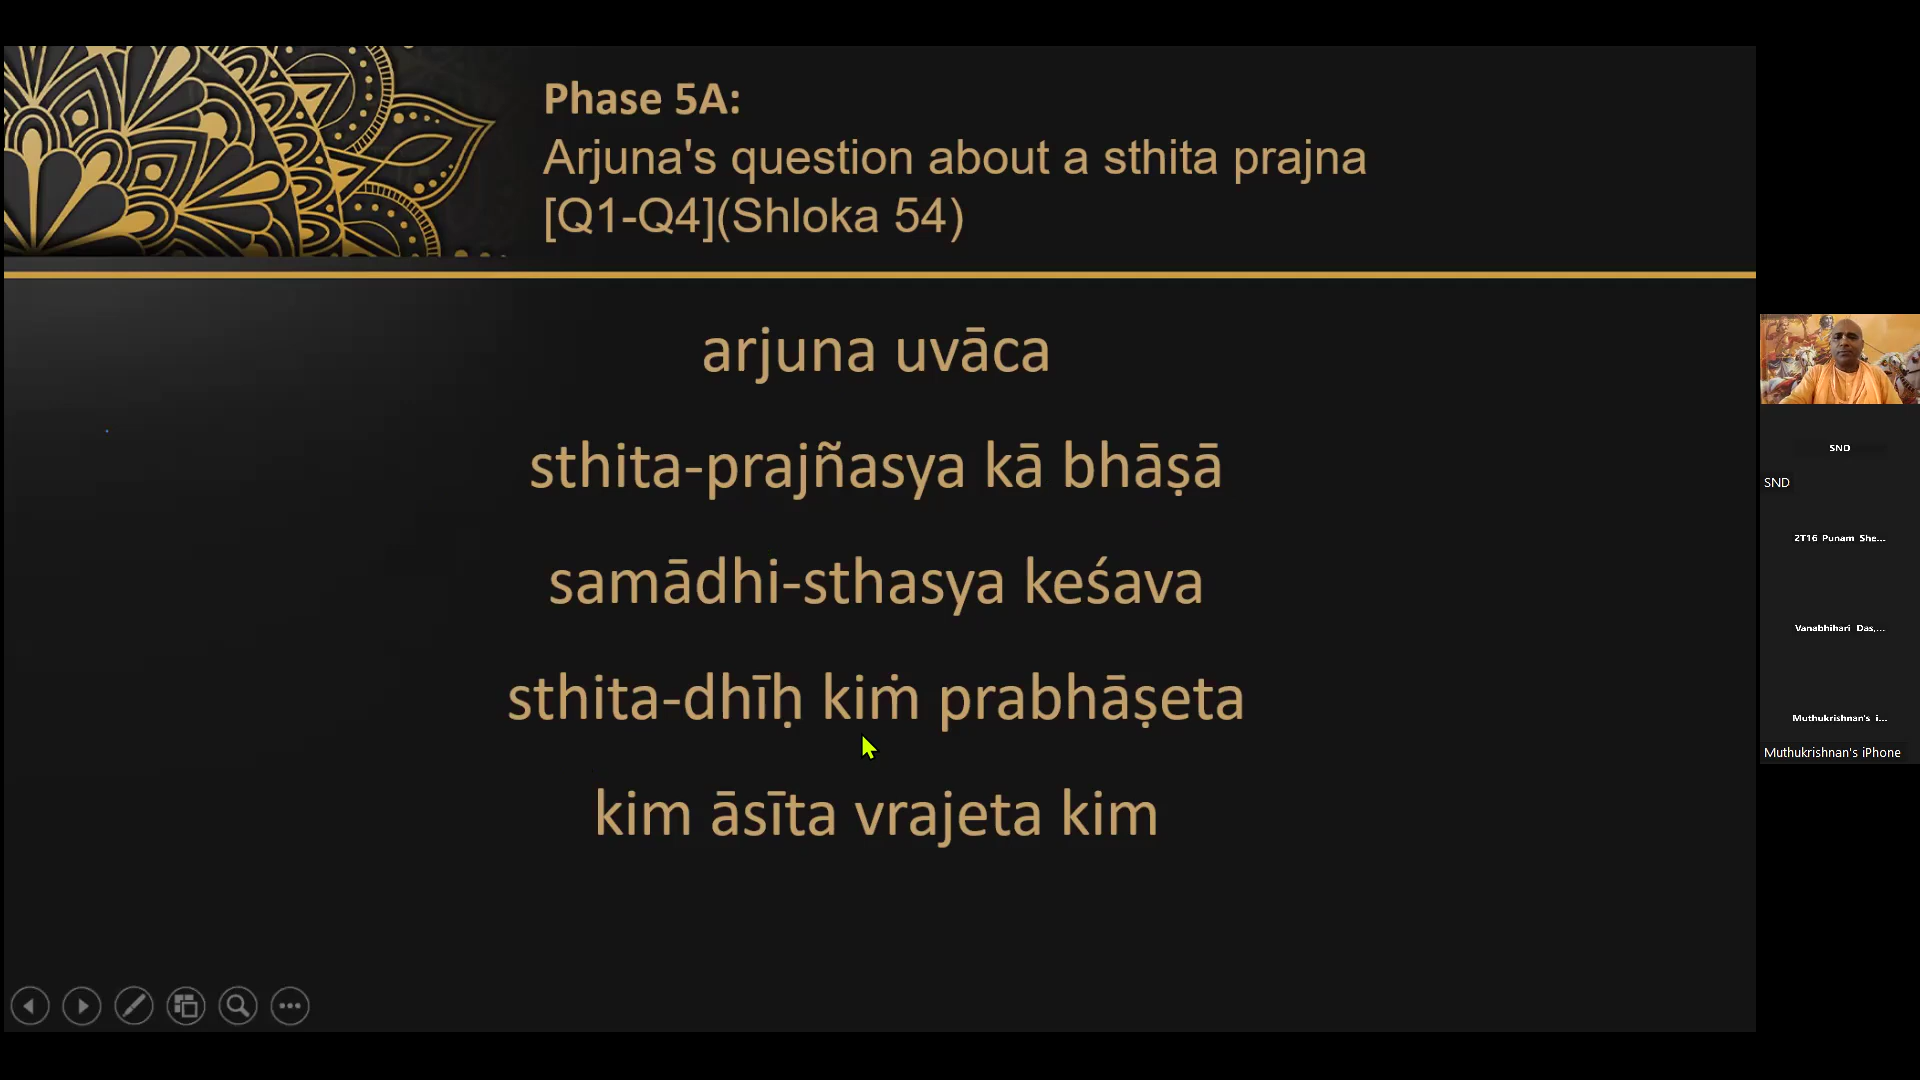 Phase 5A:
Arjuna's question about a sthita prajna
[Q1-Q4](Shloka 54)
arjuna uvāca
sthita-prajñasya kā bhāṣā
samādhi-sthasya keśava
sthita-dhīḥ kiṁ prabhāṣeta
kim āsīta vrajeta kim
SND
SND
2T16 Punam She...
Vanabhihari Das,...
Muthukrishnan's i...
Muthukrishnan's iPhone